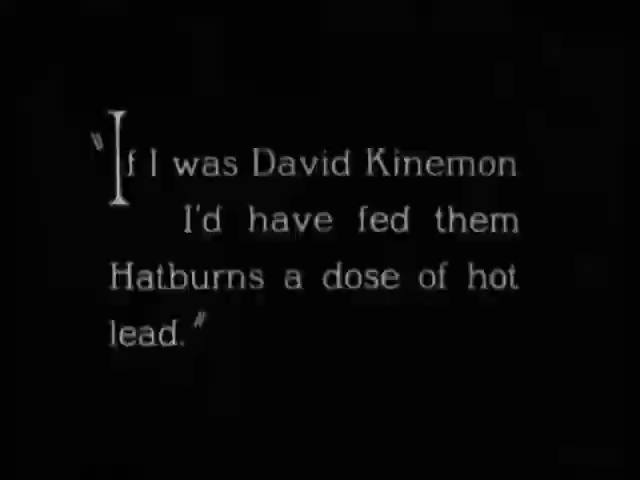 "If I was David Kinemon
I'd have fed them
Hatburns a dose of hot
lead."